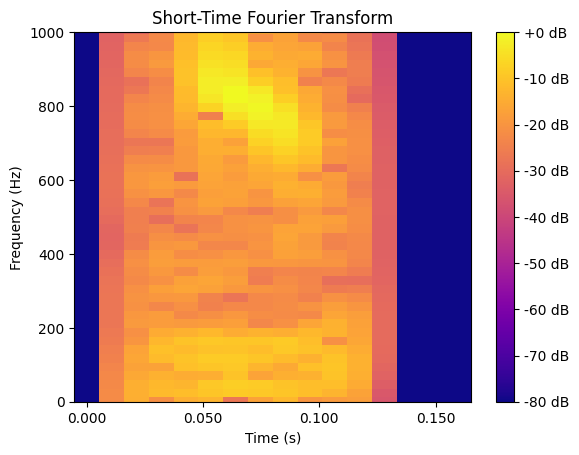 Short-Time Fourier Transform
1000
800
600
400
200
0
Frequency (Hz)
0.000
0.050
0.100
0.150
Time (s)
+0 dB
-10 dB
-20 dB
-30 dB
-40 dB
-50 dB
-60 dB
-70 dB
-80 dB